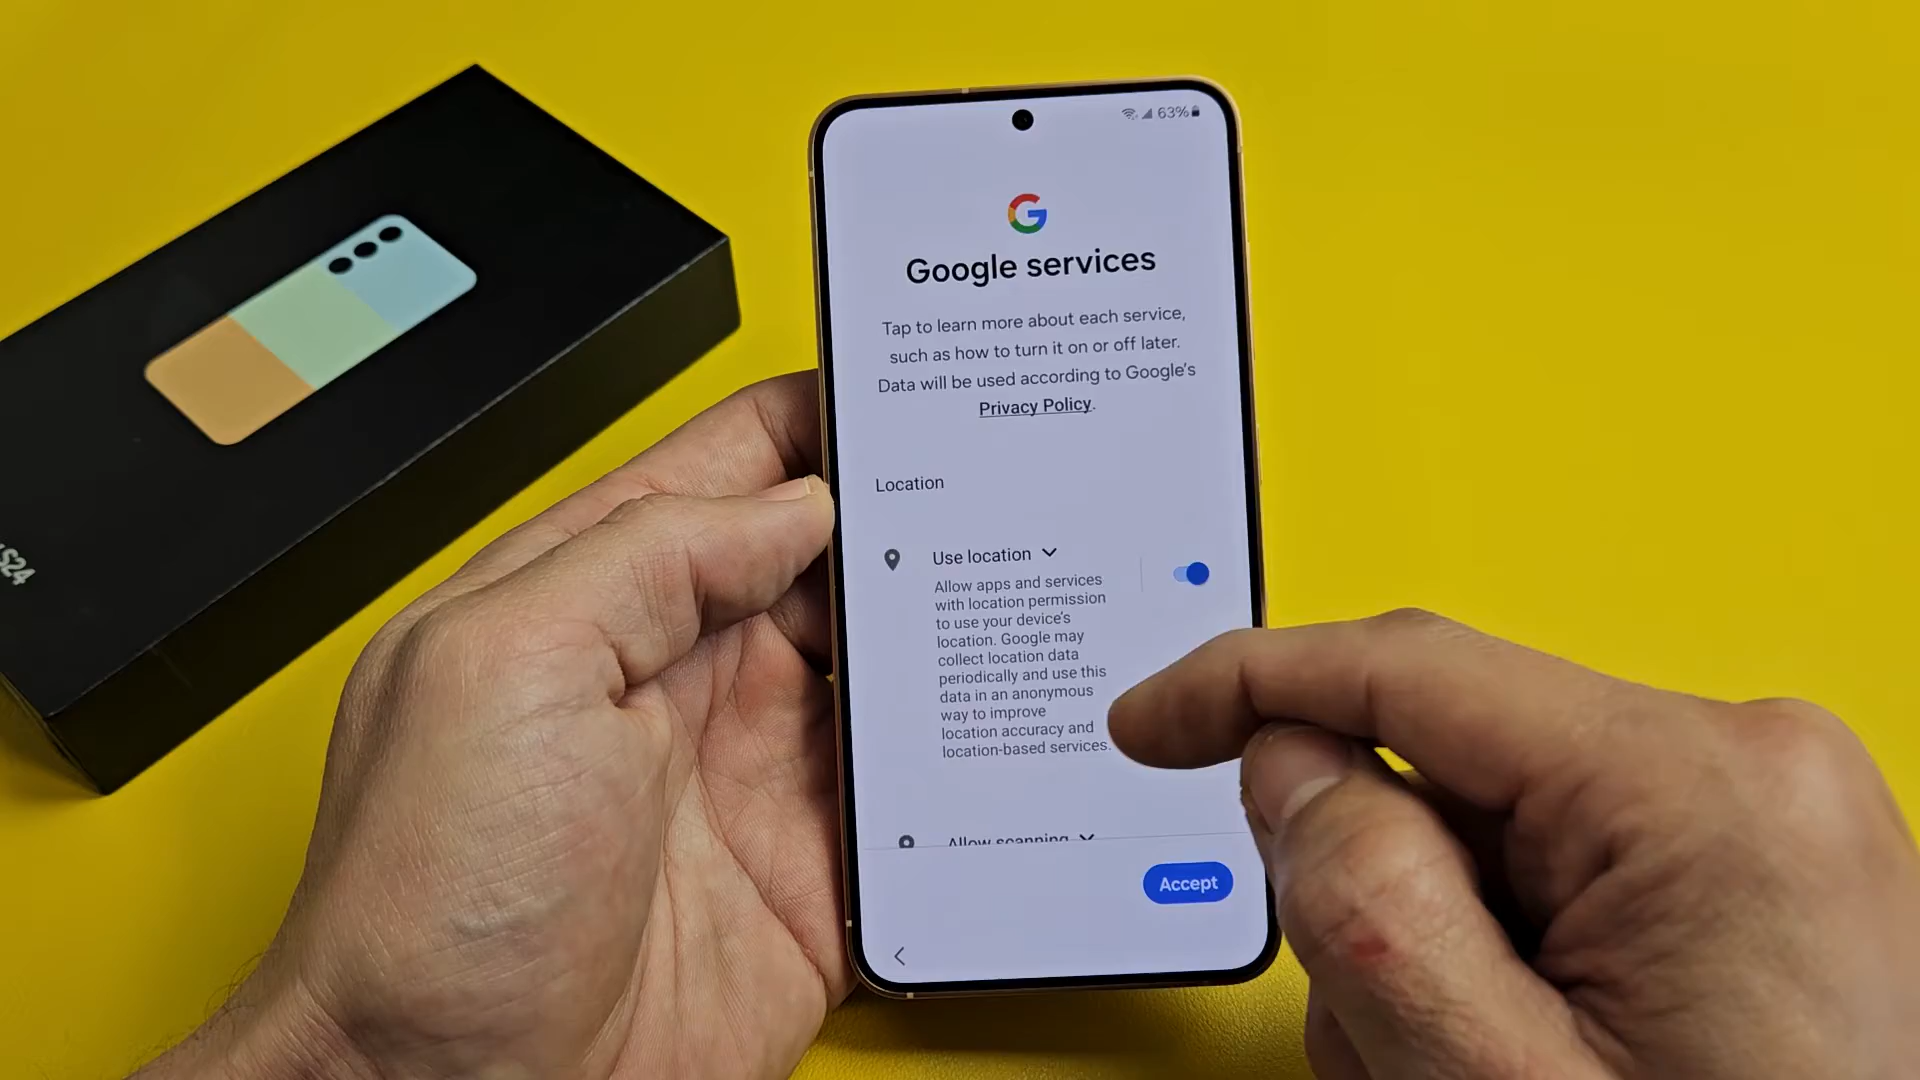 63%
Google services
Tap to learn more about each service,
such as how to turn it on or off later.
Data will be used according to Google's
Privacy Policy.
Location
Use location
Allow apps and services
with location permission
to use your device's
location. Google may
collect location data
periodically and use this
data in an anonymous
way to improve
location accuracy and
location-based services.
Allow scanning
Accept
S24